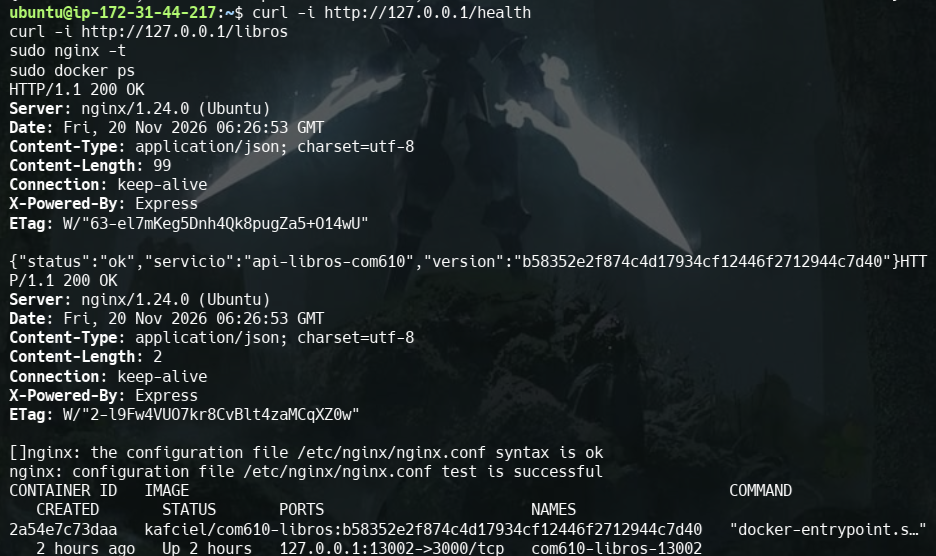 ubuntu@ip-172-31-44-217:~$ curl -i http://127.0.0.1/health
curl -i http://127.0.0.1/libros
sudo nginx -t
sudo docker ps
HTTP/1.1 200 OK
Server: nginx/1.24.0 (Ubuntu)
Date: Fri, 20 Nov 2026 06:26:53 GMT
Content-Type: application/json; charset=utf-8
Content-Length: 99
Connection: keep-alive
X-Powered-By: Express
ETag: W/"63-el7mKeg5Dnh4Qk8pugZa5+O14wU"

{"status":"ok","servicio":"api-libros-com610","version":"b58352e2f874c4d17934cf12446f2712944c7d40"}HTT
P/1.1 200 OK
Server: nginx/1.24.0 (Ubuntu)
Date: Fri, 20 Nov 2026 06:26:53 GMT
Content-Type: application/json; charset=utf-8
Content-Length: 2
Connection: keep-alive
X-Powered-By: Express
ETag: W/"2-l9Fw4VUO7kr8CvBlt4zaMCqXZ0w"

[]nginx: the configuration file /etc/nginx/nginx.conf syntax is ok
nginx: configuration file /etc/nginx/nginx.conf test is successful
CONTAINER ID   IMAGE                                                             COMMAND
   CREATED       STATUS       PORTS                       NAMES
2a54e7c73daa   kafciel/com610-libros:b58352e2f874c4d17934cf12446f2712944c7d40   "docker-entrypoint.s…"
   2 hours ago   Up 2 hours   127.0.0.1:13002->3000/tcp   com610-libros-13002